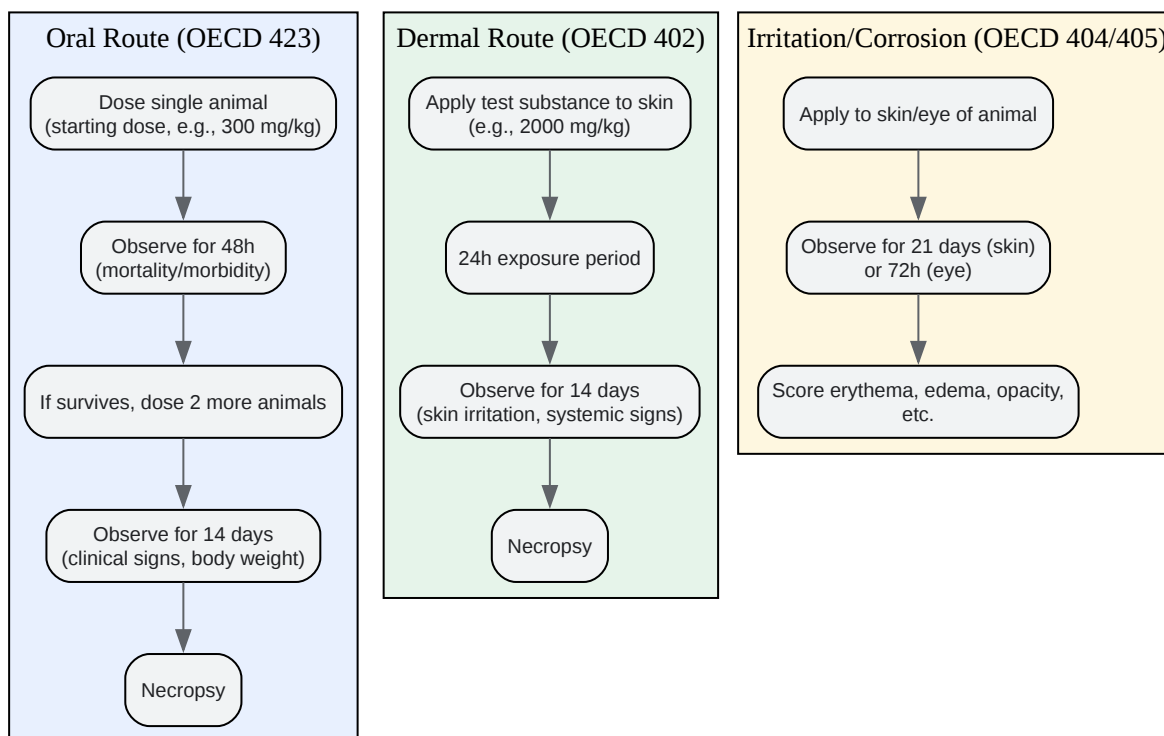 Oral Route (OECD 423)
Dose single animal
(starting dose, e.g., 300 mg/kg)
Observe for 48h
(mortality/morbidity)
If survives, dose 2 more animals
Observe for 14 days
(clinical signs, body weight)
Necropsy
Dermal Route (OECD 402)
Apply test substance to skin
(e.g., 2000 mg/kg)
24h exposure period
Observe for 14 days
(skin irritation, systemic signs)
Necropsy
Irritation/Corrosion (OECD 404/405)
Apply to skin/eye of animal
Observe for 21 days (skin)
or 72h (eye)
Score erythema, edema, opacity,
etc.